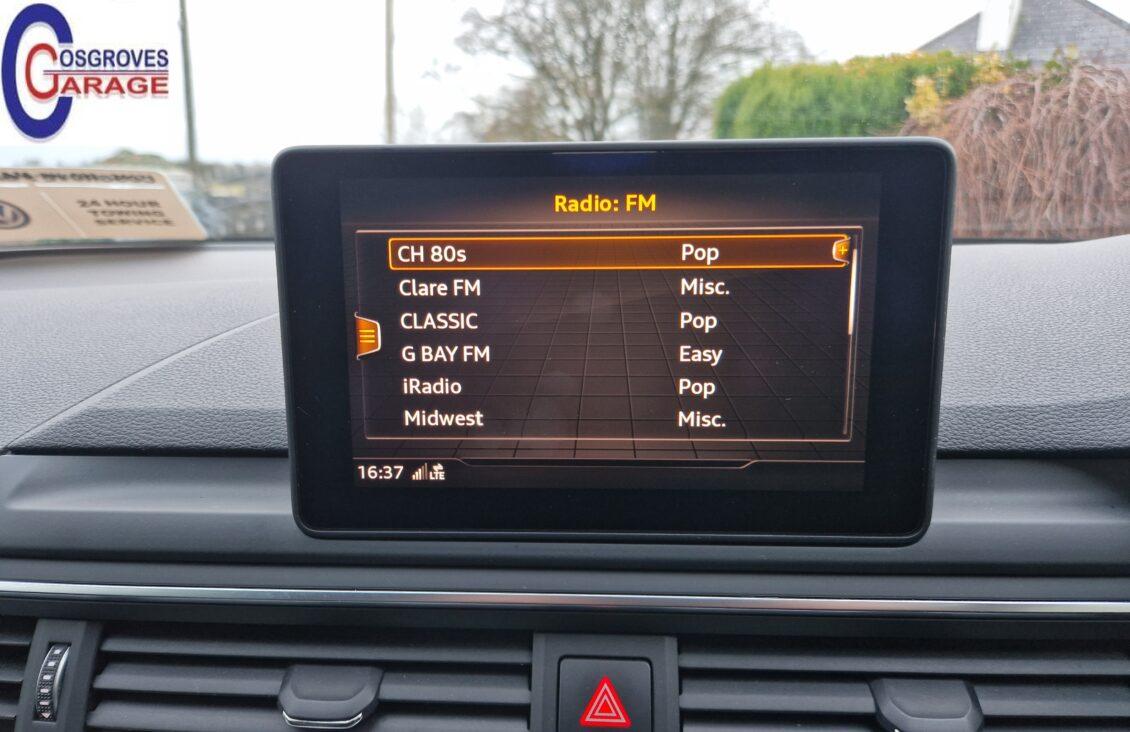 COSGROVES
GARAGE
24 HOUR
TOWING
SERVICE
Radio: FM
CH 80s Pop
Clare FM Misc.
CLASSIC Pop
G BAY FM Easy
iRadio Pop
Midwest Misc.
16:37 LTE